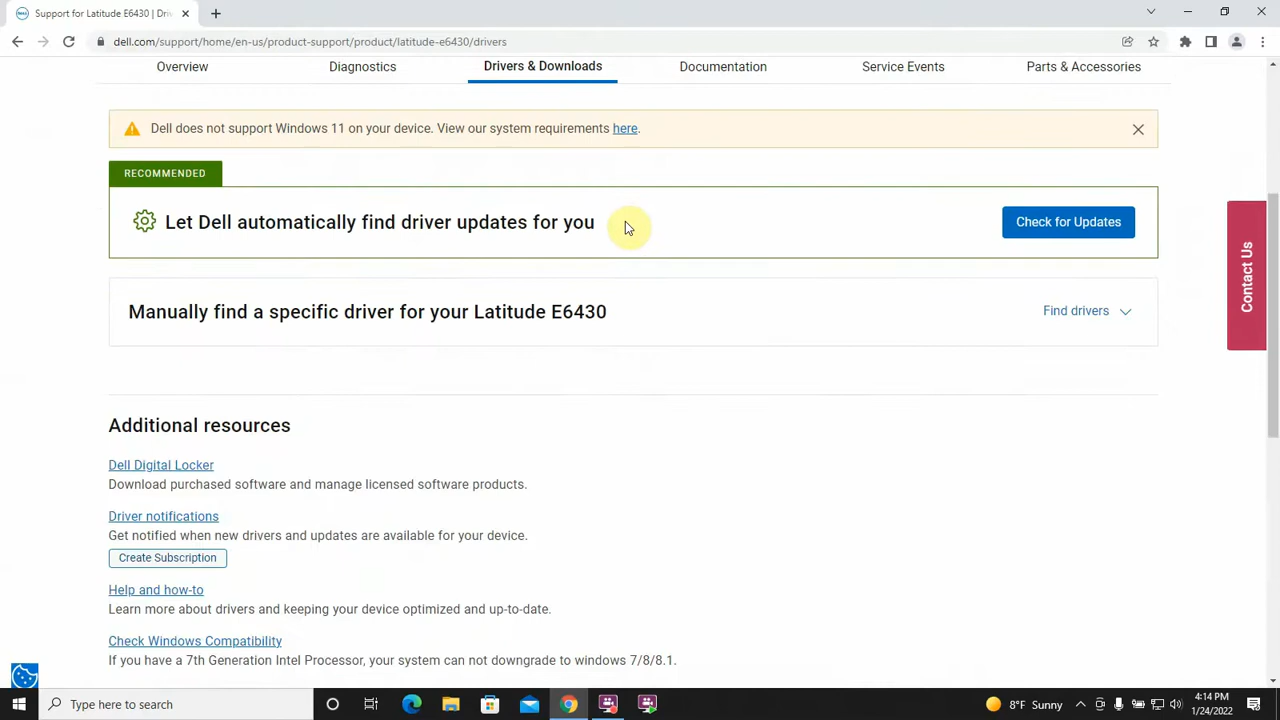 Support for Latitude E6430 | Dri
dell.com/support/home/en-us/product-support/product/latitude-e6430/drivers
Overview
Diagnostics
Drivers & Downloads
Documentation
Service Events
Parts & Accessories
Dell does not support Windows 11 on your device. View our system requirements here.
RECOMMENDED
Let Dell automatically find driver updates for you
Check for Updates
Contact Us
Manually find a specific driver for your Latitude E6430
Find drivers
Additional resources
Dell Digital Locker
Download purchased software and manage licensed software products.
Driver notifications
Get notified when new drivers and updates are available for your device.
Create Subscription
Help and how-to
Learn more about drivers and keeping your device optimized and up-to-date.
Check Windows Compatibility
If you have a 7th Generation Intel Processor, your system can not downgrade to windows 7/8/8.1.
Type here to search
8°F Sunny
4:14 PM
1/24/2022